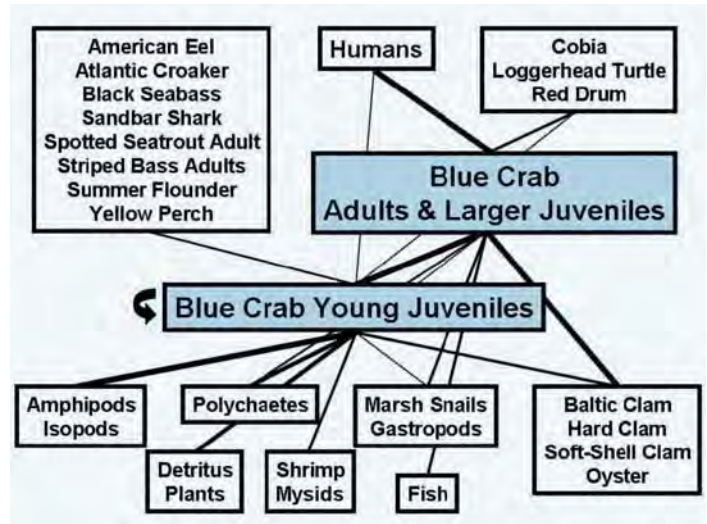 American Eel
Atlantic Croaker
Black Seabass
Sandbar Shark
Spotted Seatrout Adult
Striped Bass Adults
Summer Flounder
Yellow Perch
Humans
Cobia
Loggerhead Turtle
Red Drum
Blue Crab
Adults & Larger Juveniles
Blue Crab Young Juveniles
Amphipods
Isopods
Polychaetes
Marsh Snails
Gastropods
Baltic Clam
Hard Clam
Soft-Shell Clam
Oyster
Detritus
Plants
Shrimp
Mysids
Fish